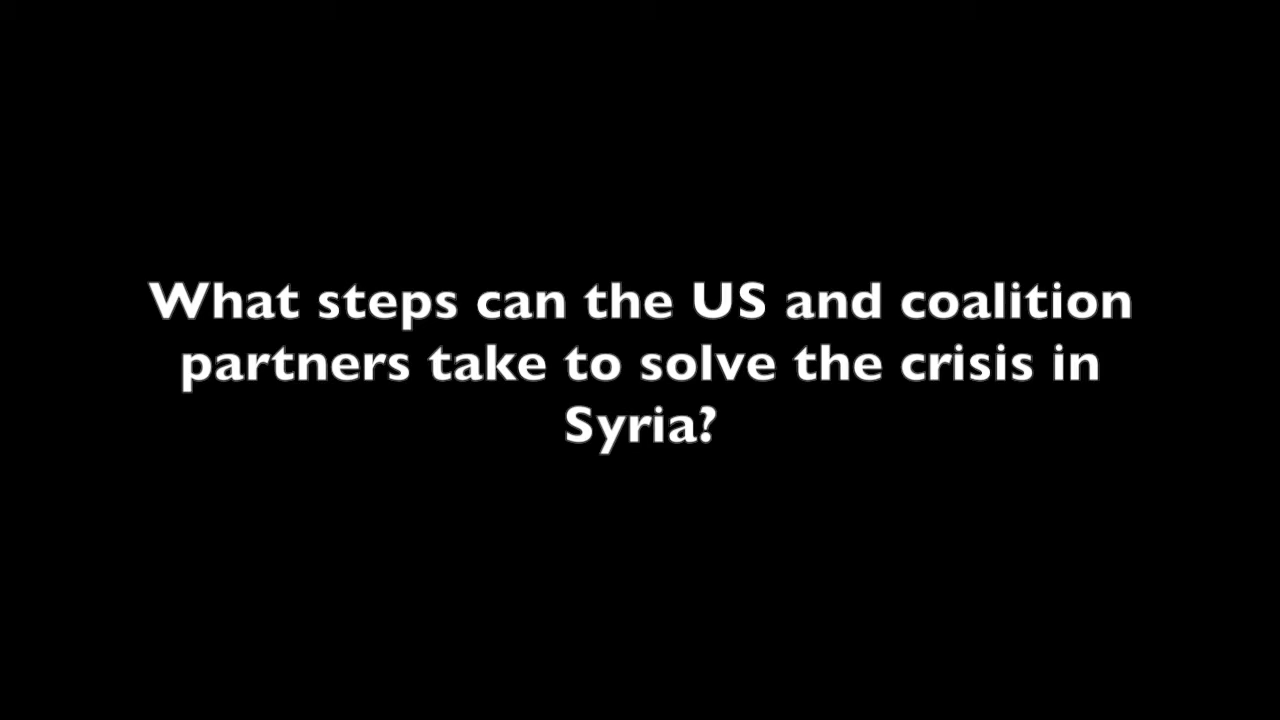 What steps can the US and coalition
partners take to solve the crisis in
Syria?